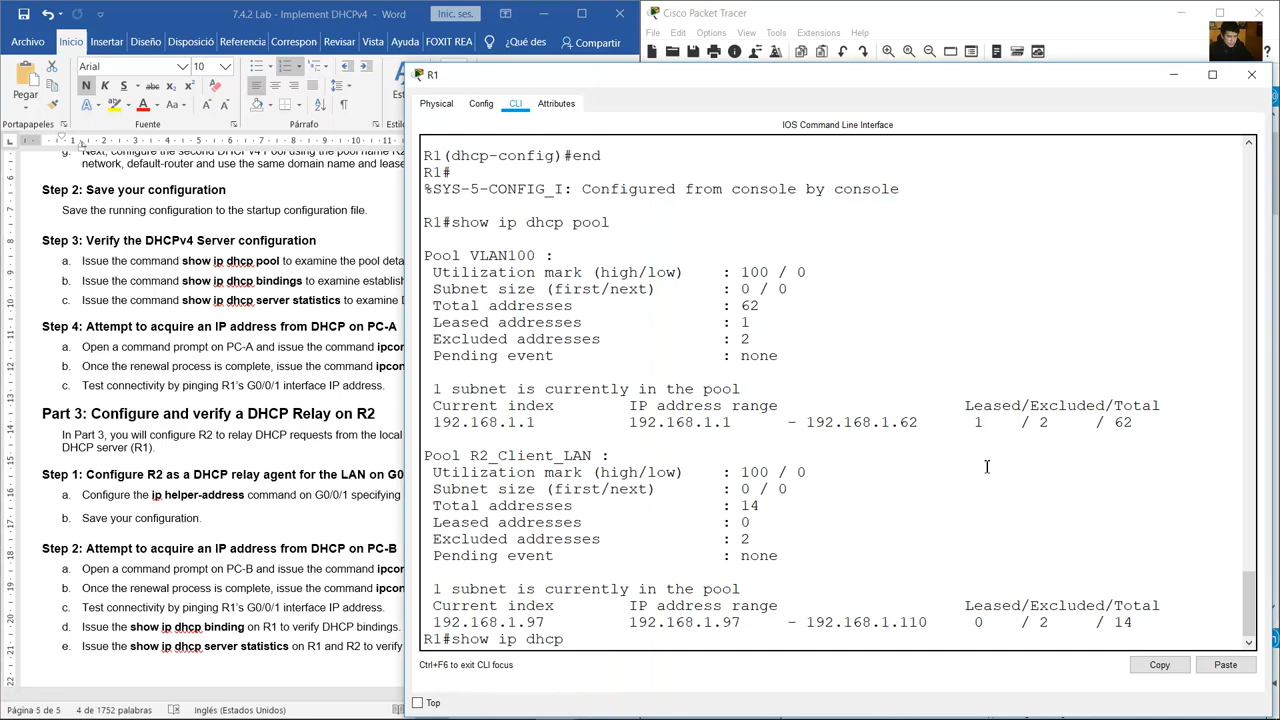 7.4.2 Lab - Implement DHCPv4 - Word
Inic. ses.
Archivo Inicio Insertar Diseño Disposició Referencia Correspon Revisar Vista Ayuda FOXIT REA ¿Qué des Compartir
Pegar
Arial 10
N K S abc x₂ x²
A ab A Aa A A
Portapapeles Fuente Párrafo
network, default-router and use the same domain name and lease
Step 2: Save your configuration
Save the running configuration to the startup configuration file.
Step 3: Verify the DHCPv4 Server configuration
a. Issue the command show ip dhcp pool to examine the pool deta
b. Issue the command show ip dhcp bindings to examine establis
c. Issue the command show ip dhcp server statistics to examine D
Step 4: Attempt to acquire an IP address from DHCP on PC-A
a. Open a command prompt on PC-A and issue the command ipcon
b. Once the renewal process is complete, issue the command ipcon
c. Test connectivity by pinging R1's G0/0/1 interface IP address.
Part 3: Configure and verify a DHCP Relay on R2
In Part 3, you will configure R2 to relay DHCP requests from the local
DHCP server (R1).
Step 1: Configure R2 as a DHCP relay agent for the LAN on G0
a. Configure the ip helper-address command on G0/0/1 specifying
b. Save your configuration.
Step 2: Attempt to acquire an IP address from DHCP on PC-B
a. Open a command prompt on PC-B and issue the command ipcon
b. Once the renewal process is complete, issue the command ipcon
c. Test connectivity by pinging R1's G0/0/1 interface IP address.
d. Issue the show ip dhcp binding on R1 to verify DHCP bindings.
e. Issue the show ip dhcp server statistics on R1 and R2 to verify
Página 5 de 5 4 de 1752 palabras Inglés (Estados Unidos)
Cisco Packet Tracer
File Edit Options View Tools Extensions Help
R1
Physical Config CLI Attributes
IOS Command Line Interface
R1(dhcp-config)#end
R1#
%SYS-5-CONFIG_I: Configured from console by console
R1#show ip dhcp pool
Pool VLAN100 :
Utilization mark (high/low) : 100 / 0
Subnet size (first/next) : 0 / 0
Total addresses : 62
Leased addresses : 1
Excluded addresses : 2
Pending event : none
1 subnet is currently in the pool
Current index IP address range Leased/Excluded/Total
192.168.1.1 192.168.1.1 - 192.168.1.62 1 / 2 / 62
Pool R2_Client_LAN :
Utilization mark (high/low) : 100 / 0
Subnet size (first/next) : 0 / 0
Total addresses : 14
Leased addresses : 0
Excluded addresses : 2
Pending event : none
1 subnet is currently in the pool
Current index IP address range Leased/Excluded/Total
192.168.1.97 192.168.1.97 - 192.168.1.110 0 / 2 / 14
R1#show ip dhcp
Ctrl+F6 to exit CLI focus
Copy Paste
Top